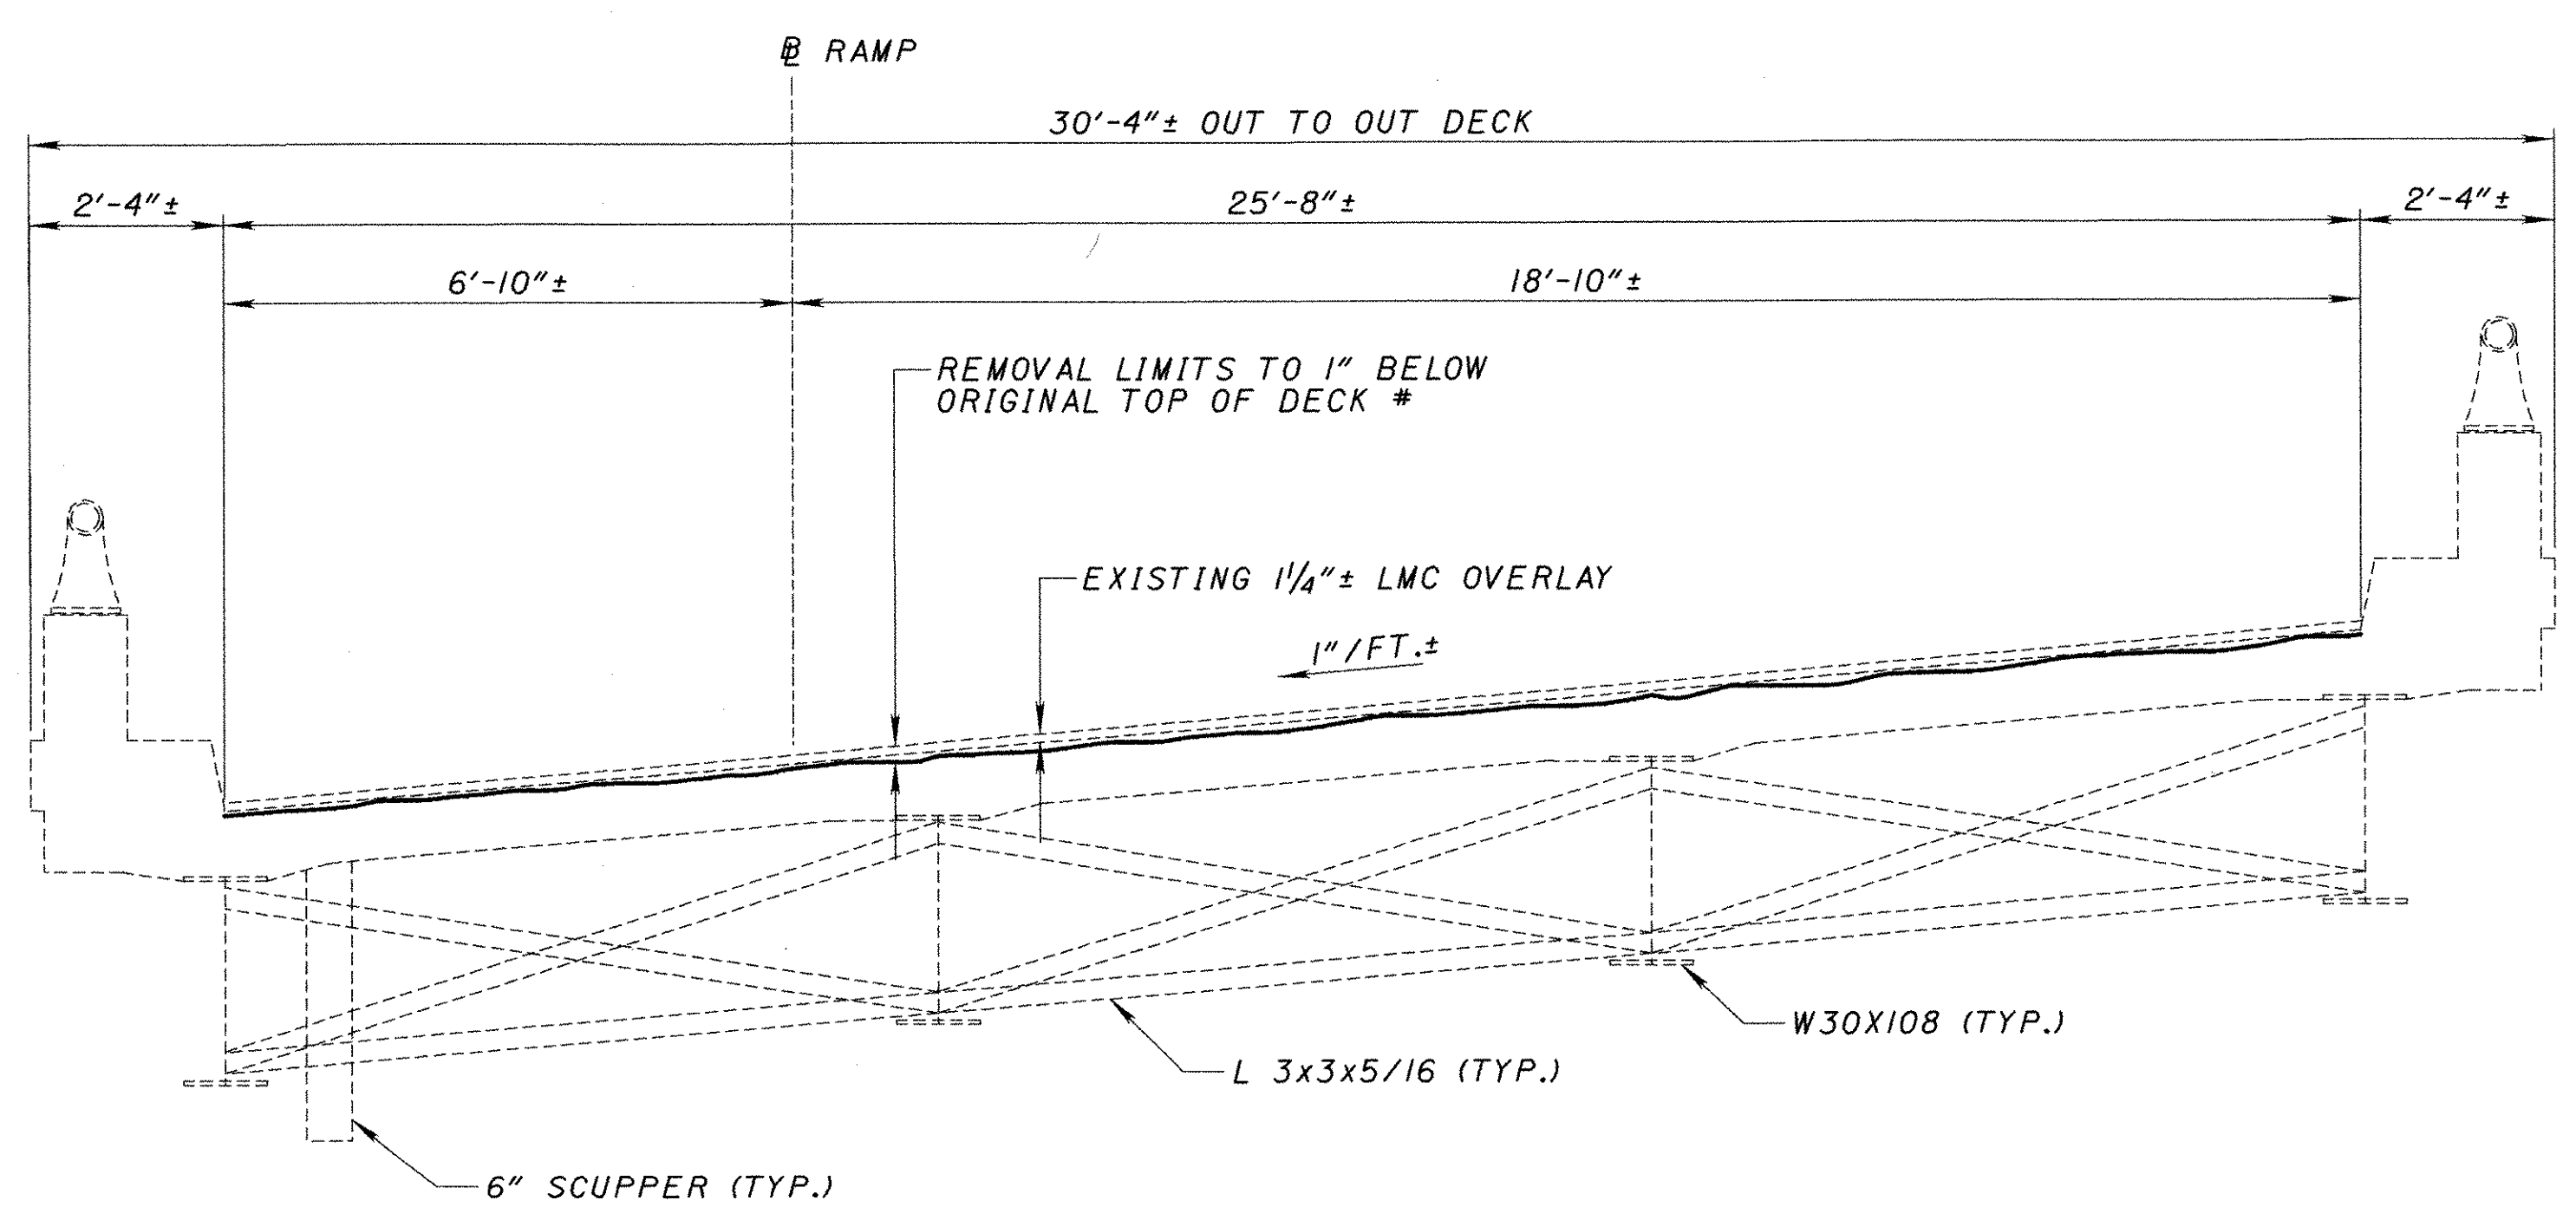 ℄ RAMP
30'-4"± OUT TO OUT DECK
2'-4"±
25'-8"±
2'-4"±
6'-10"±
18'-10"±
REMOVAL LIMITS TO 1" BELOW
ORIGINAL TOP OF DECK #
EXISTING 1 1/4"± LMC OVERLAY
1"/FT.±
W30X108 (TYP.)
L 3x3x5/16 (TYP.)
6" SCUPPER (TYP.)